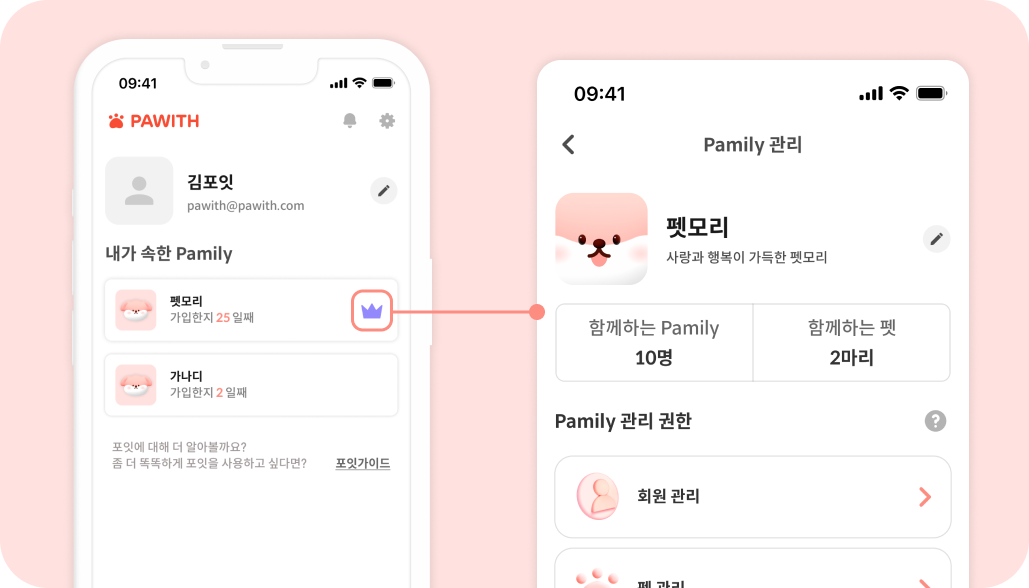 09:41
PAWITH
김포잇
pawith@pawith.com
내가 속한 Pamily
펫모리
가입한지 25 일째
가나디
가입한지 2 일째
포잇에 대해 더 알아볼까요?
좀 더 똑똑하게 포잇을 사용하고 싶다면?
포잇가이드
09:41
Pamily 관리
펫모리
사랑과 행복이 가득한 펫모리
함께하는 Pamily
10명
함께하는 펫
2마리
Pamily 관리 권한
?
회원 관리
펫 관리